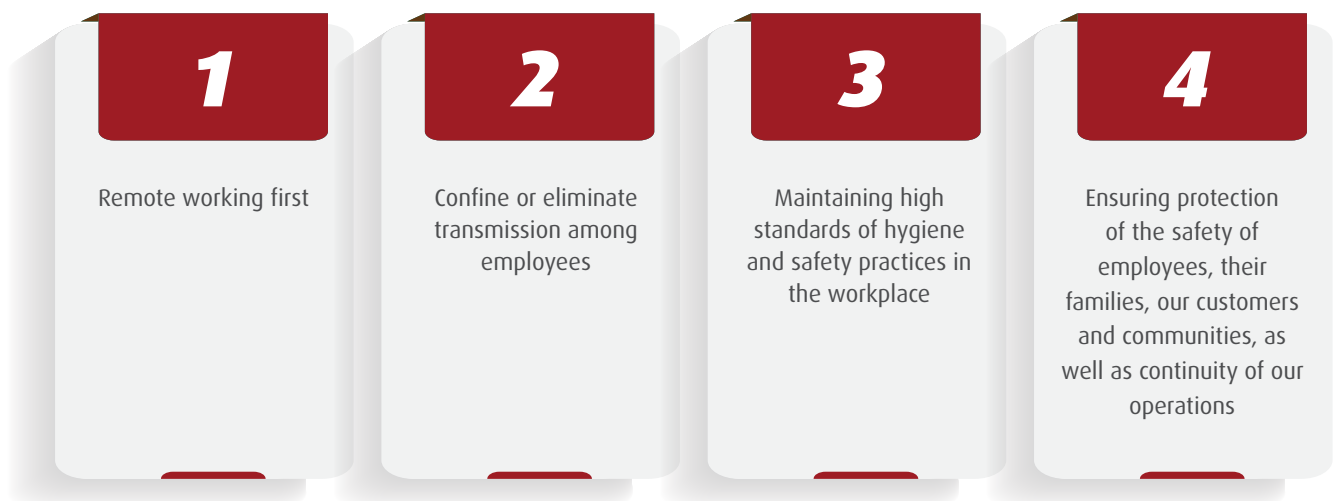 1
Remote working first
2
Confine or eliminate
transmission among
employees
3
Maintaining high
standards of hygiene
and safety practices in
the workplace
4
Ensuring protection
of the safety of
employees, their
families, our customers
and communities, as
well as continuity of our
operations